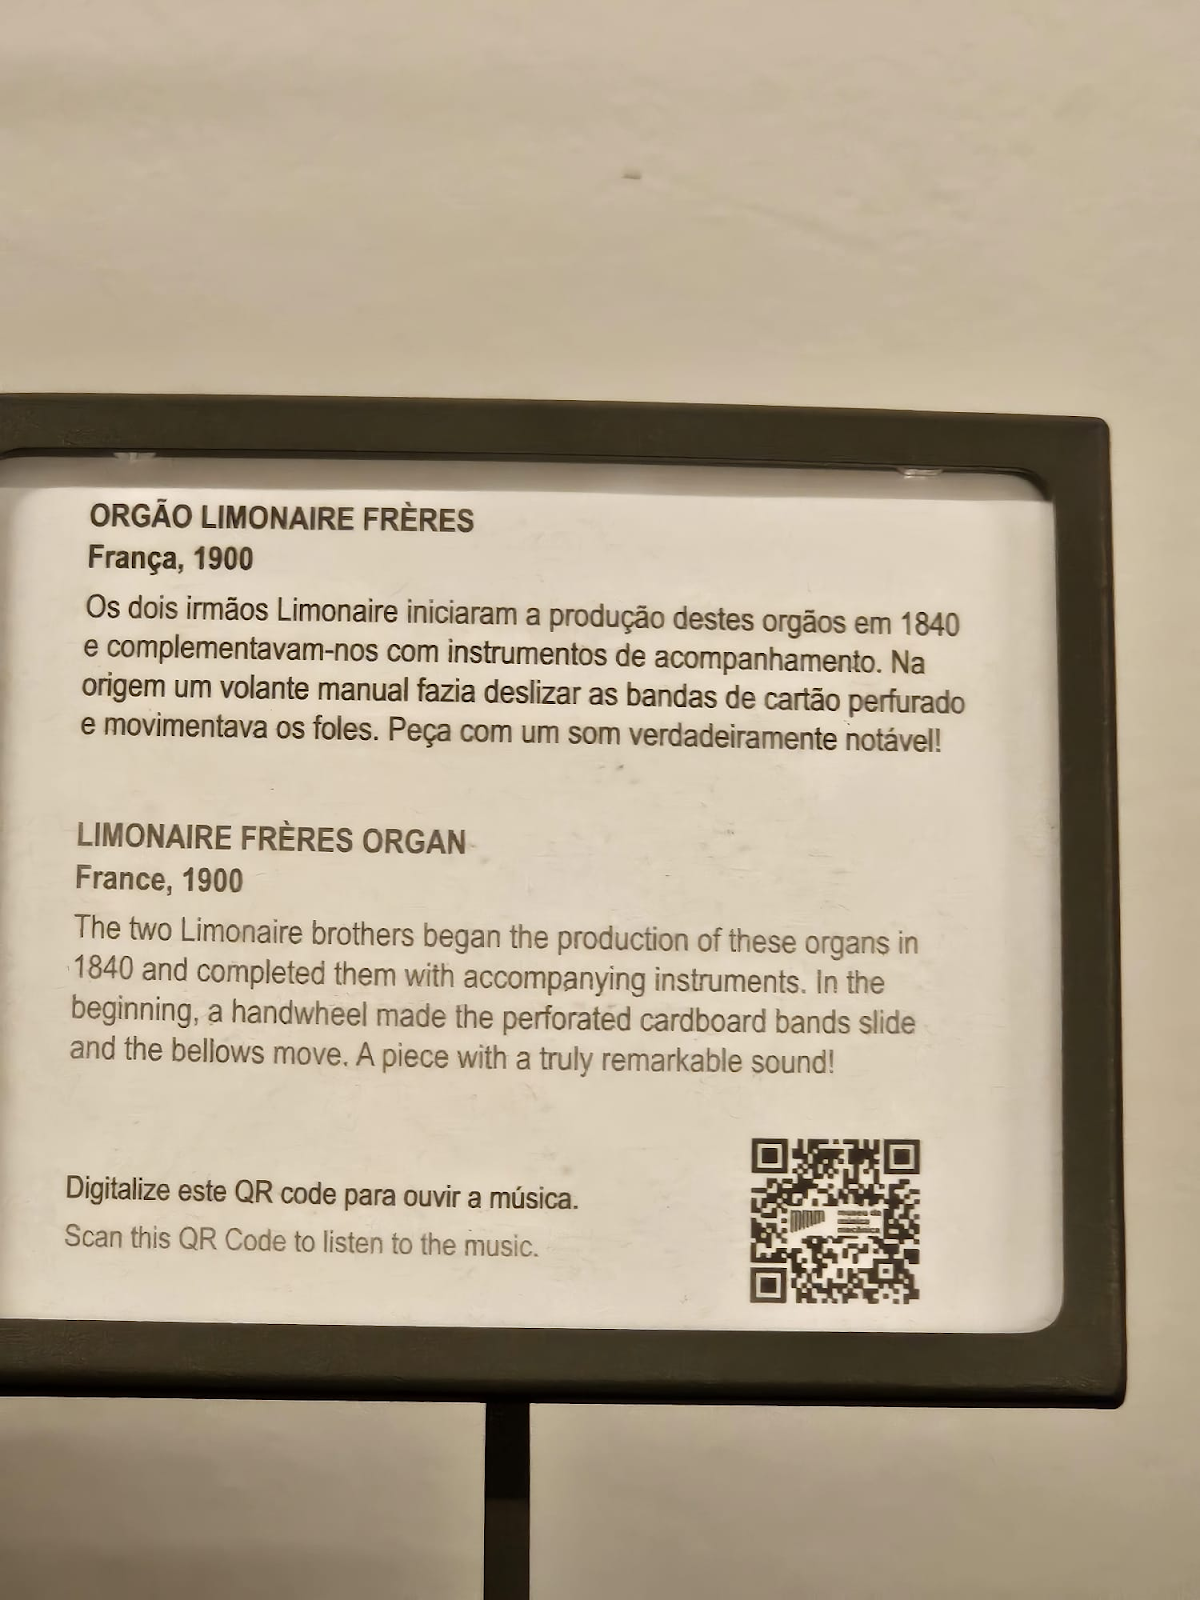 ORGÃO LIMONAIRE FRÈRES
França, 1900
Os dois irmãos Limonaire iniciaram a produção destes orgãos em 1840
e complementavam-nos com instrumentos de acompanhamento. Na
origem um volante manual fazia deslizar as bandas de cartão perfurado
e movimentava os foles. Peça com um som verdadeiramente notável!
LIMONAIRE FRÈRES ORGAN
France, 1900
The two Limonaire brothers began the production of these organs in
1840 and completed them with accompanying instruments. In the
beginning, a handwheel made the perforated cardboard bands slide
and the bellows move. A piece with a truly remarkable sound!
Digitalize este QR code para ouvir a música.
Scan this QR Code to listen to the music.
museu da
música
mecânica